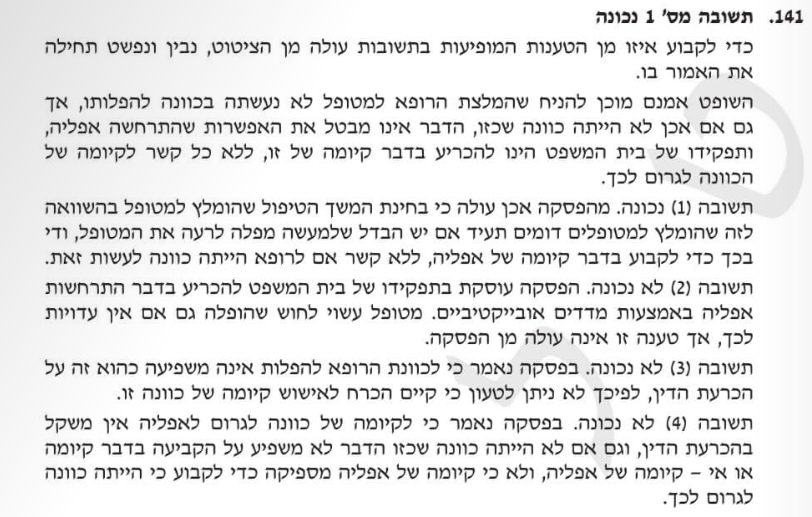 141. תשובה מס' 1 נכונה
כדי לקבוע איזו מן הטענות המופיעות בתשובות עולה מן הציטוט, נבין ונפשט תחילה
את האמור בו.
השופט אמנם מוכן להניח שהמלצת הרופא למטופל לא נעשתה בכוונה להפלותו, אך
גם אם אכן לא הייתה כוונה שכזו, הדבר אינו מבטל את האפשרות שהתרחשה אפליה,
ותפקידו של בית המשפט הינו להכריע בדבר קיומה של זו, ללא כל קשר לקיומה של
הכוונה לגרום לכך.
תשובה (1) נכונה. מהפסקה אכן עולה כי בחינת המשך הטיפול שהומלץ למטופל בהשוואה
לזה שהומלץ למטופלים דומים תעיד אם יש הבדל שלמעשה מפלה לרעה את המטופל, ודי
בכך כדי לקבוע בדבר קיומה של אפליה, ללא קשר אם לרופא הייתה כוונה לעשות זאת.
תשובה (2) לא נכונה. הפסקה עוסקת בתפקידו של בית המשפט להכריע בדבר התרחשות
אפליה באמצעות מדדים אובייקטיביים. מטופל עשוי לחוש שהופלה גם אם אין עדויות
לכך, אך טענה זו אינה עולה מן הפסקה.
תשובה (3) לא נכונה. בפסקה נאמר כי לכוונת הרופא להפלות אינה משפיעה כהוא זה על
הכרעת הדין, לפיכך לא ניתן לטעון כי קיים הכרח לאישוש קיומה של כוונה זו.
תשובה (4) לא נכונה. בפסקה נאמר כי לקיומה של כוונה לגרום לאפליה אין משקל
בהכרעת הדין, וגם אם לא הייתה כוונה שכזו הדבר לא משפיע על הקביעה בדבר קיומה
או אי – קיומה של אפליה, ולא כי קיומה של אפליה מספיקה כדי לקבוע כי הייתה כוונה
לגרום לכך.